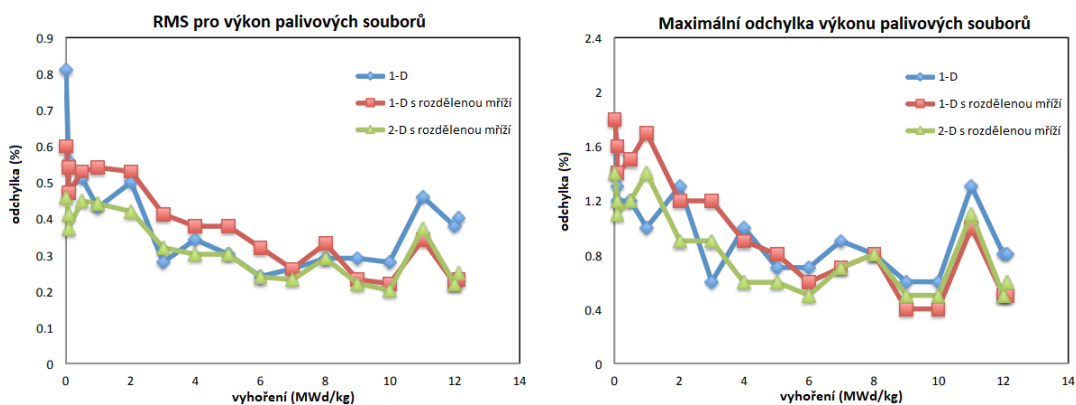 RMS pro výkon palivových souborů
0.9
0.8
0.7
0.6
0.5
0.4
0.3
0.2
0.1
0
odchylka (%)
1-D
1-D s rozdělenou mříží
2-D s rozdělenou mříží
0 2 4 6 8 10 12 14
vyhoření (MWd/kg)
Maximální odchylka výkonu palivových souborů
2.4
2
1.6
1.2
0.8
0.4
0
odchylka (%)
1-D
1-D s rozdělenou mříží
2-D s rozdělenou mříží
0 2 4 6 8 10 12 14
vyhoření (MWd/kg)